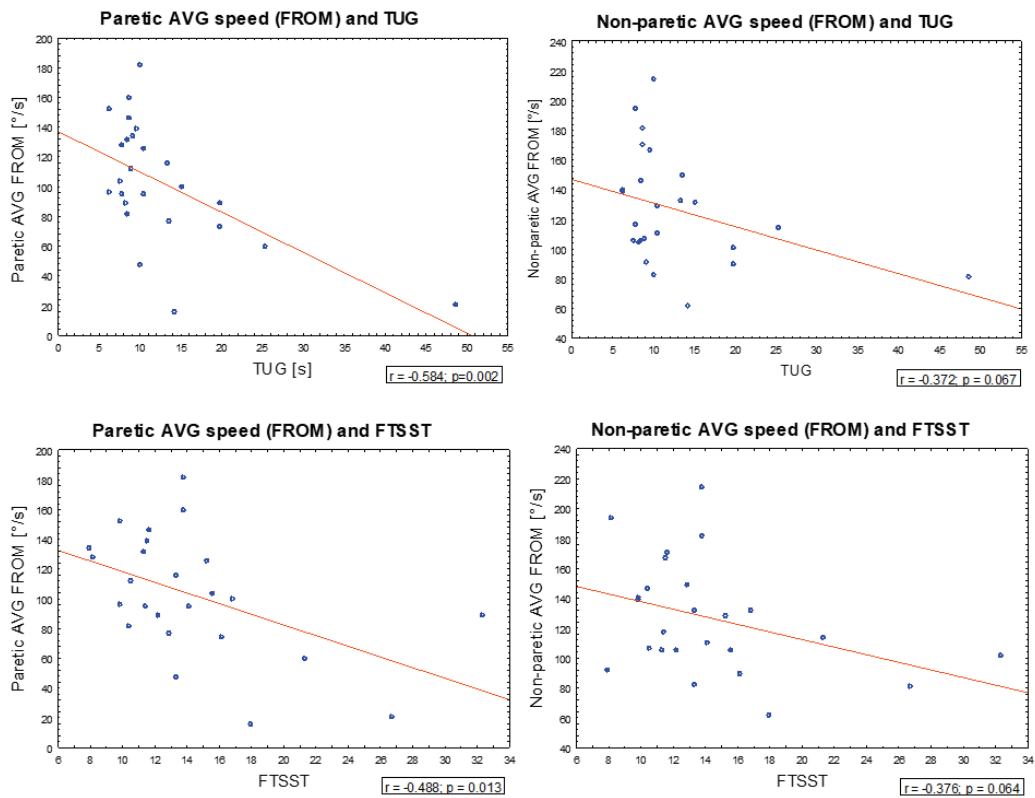 Paretic AVG speed (FROM) and TUG
Paretic AVG FROM [°/s]
200
180
160
140
120
100
80
60
40
20
0
0 5 10 15 20 25 30 35 40 45 50 55
TUG [s]
r = -0.584; p=0.002
Non-paretic AVG speed (FROM) and TUG
Non-paretic AVG FROM [°/s]
240
220
200
180
160
140
120
100
80
60
40
0 5 10 15 20 25 30 35 40 45 50 55
TUG
r = -0.372; p = 0.067
Paretic AVG speed (FROM) and FTSST
Paretic AVG FROM [°/s]
200
180
160
140
120
100
80
60
40
20
0
6 8 10 12 14 16 18 20 22 24 26 28 30 32 34
FTSST
r = -0.488; p = 0.013
Non-paretic AVG speed (FROM) and FTSST
Non-paretic AVG FROM [°/s]
240
220
200
180
160
140
120
100
80
60
40
6 8 10 12 14 16 18 20 22 24 26 28 30 32 34
FTSST
r = -0.376; p = 0.064